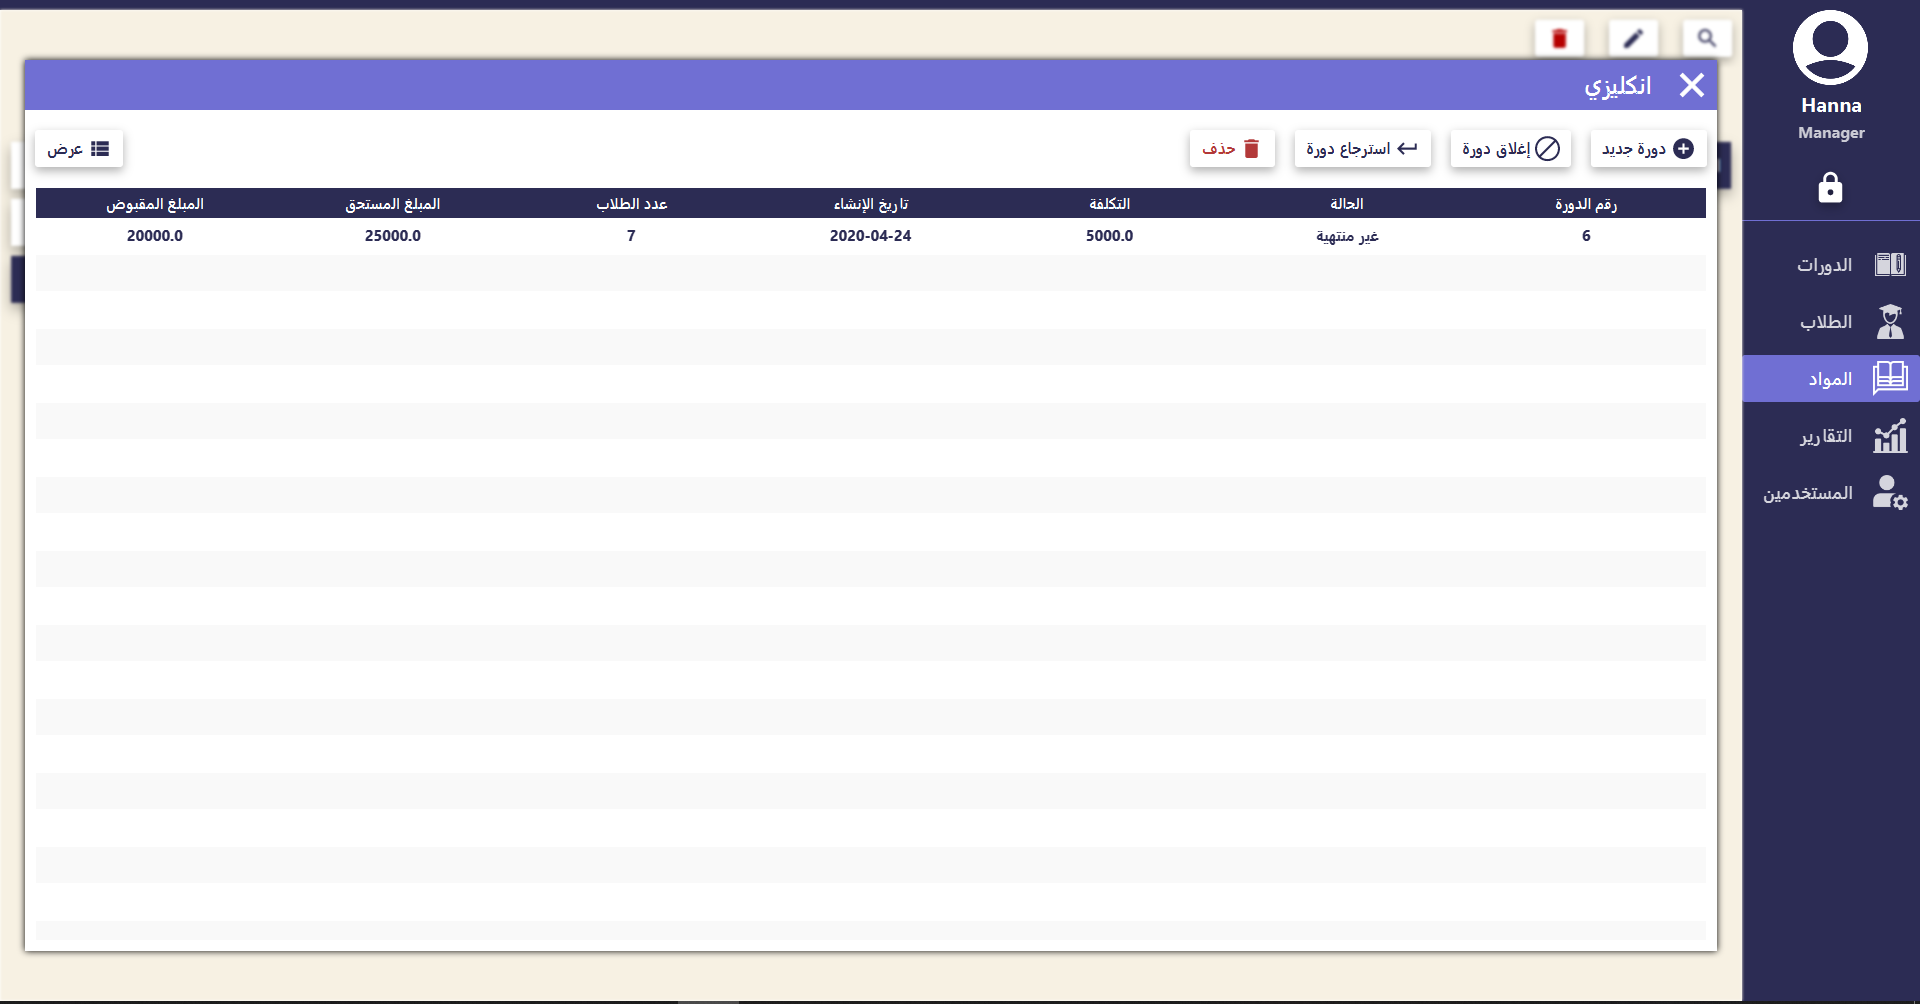 انكليزي
دورة جديد
إغلاق دورة
استرجاع دورة
حذف
عرض
رقم الدورة الحالة التكلفة تاريخ الإنشاء عدد الطلاب المبلغ المستحق المبلغ المقبوض
6 غير منتهية 5000.0 2020-04-24 7 25000.0 20000.0
Hanna
Manager
الدورات
الطلاب
المواد
التقارير
المستخدمين